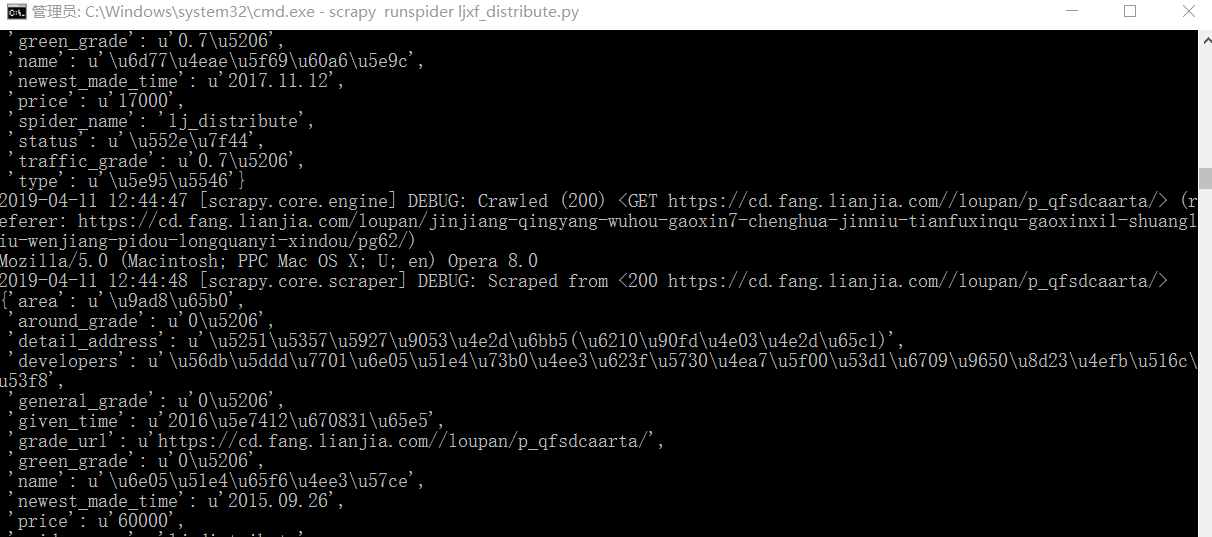 管理员: C:\Windows\system32\cmd.exe - scrapy  runspider ljxf_distribute.py
'green_grade': u'0.7\u5206',
'name': u'\u6d77\u4eae\u5f69\u60a6\u5e9c',
'newest_made_time': u'2017.11.12',
'price': u'17000',
'spider_name': 'lj_distribute',
'status': u'\u552e\u7f44',
'traffic_grade': u'0.7\u5206',
'type': u'\u5e95\u5546'}
2019-04-11 12:44:47 [scrapy.core.engine] DEBUG: Crawled (200) <GET https://cd.fang.lianjia.com//loupan/p_qfsdcaarta/> (r
eferer: https://cd.fang.lianjia.com/loupan/jinjiang-qingyang-wuhou-gaoxin7-chenghua-jinniu-tianfuxinqu-gaoxinxi1-shuangl
iu-wenjiang-pidou-longquanyi-xindou/pg62/)
Mozilla/5.0 (Macintosh; PPC Mac OS X; U; en) Opera 8.0
2019-04-11 12:44:48 [scrapy.core.scraper] DEBUG: Scraped from <200 https://cd.fang.lianjia.com//loupan/p_qfsdcaarta/>
{'area': u'\u9ad8\u65b0',
'around_grade': u'0\u5206',
'detail_address': u'\u5251\u5357\u5927\u9053\u4e2d\u6bb5(\u6210\u90fd\u4e03\u4e2d\u65c1)',
'developers': u'\u56db\u5ddd\u7701\u6e05\u51e4\u73b0\u4ee3\u623f\u5730\u4ea7\u5f00\u53d1\u6709\u9650\u8d23\u4efb\u516c\
u53f8',
'general_grade': u'0\u5206',
'given_time': u'2016\u5e7412\u670831\u65e5',
'grade_url': u'https://cd.fang.lianjia.com//loupan/p_qfsdcaarta/',
'green_grade': u'0\u5206',
'name': u'\u6e05\u51e4\u65f6\u4ee3\u57ce',
'newest_made_time': u'2015.09.26',
'price': u'60000',